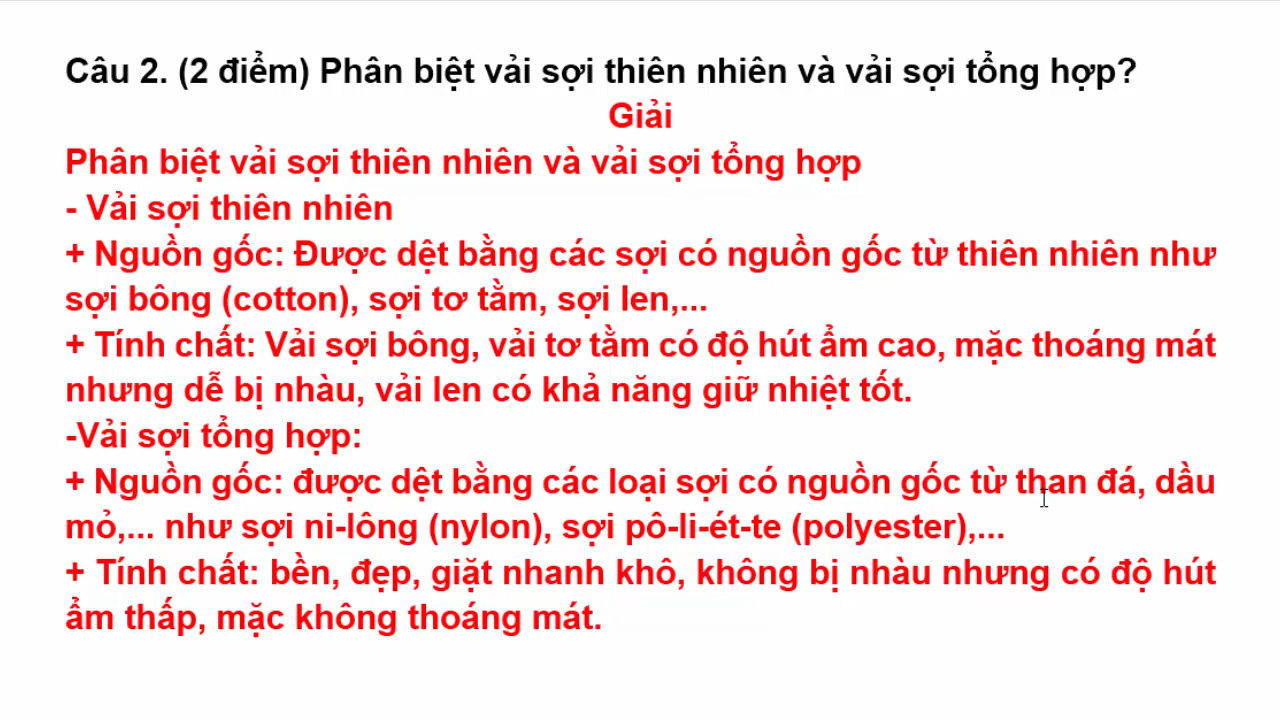 Câu 2. (2 điểm) Phân biệt vải sợi thiên nhiên và vải sợi tổng hợp?
Giải
Phân biệt vải sợi thiên nhiên và vải sợi tổng hợp
- Vải sợi thiên nhiên
+ Nguồn gốc: Được dệt bằng các sợi có nguồn gốc từ thiên nhiên như
sợi bông (cotton), sợi tơ tằm, sợi len,...
+ Tính chất: Vải sợi bông, vải tơ tằm có độ hút ẩm cao, mặc thoáng mát
nhưng dễ bị nhàu, vải len có khả năng giữ nhiệt tốt.
-Vải sợi tổng hợp:
+ Nguồn gốc: được dệt bằng các loại sợi có nguồn gốc từ than đá, dầu
mỏ,... như sợi ni-lông (nylon), sợi pô-li-ét-te (polyester),...
+ Tính chất: bền, đẹp, giặt nhanh khô, không bị nhàu nhưng có độ hút
ẩm thấp, mặc không thoáng mát.